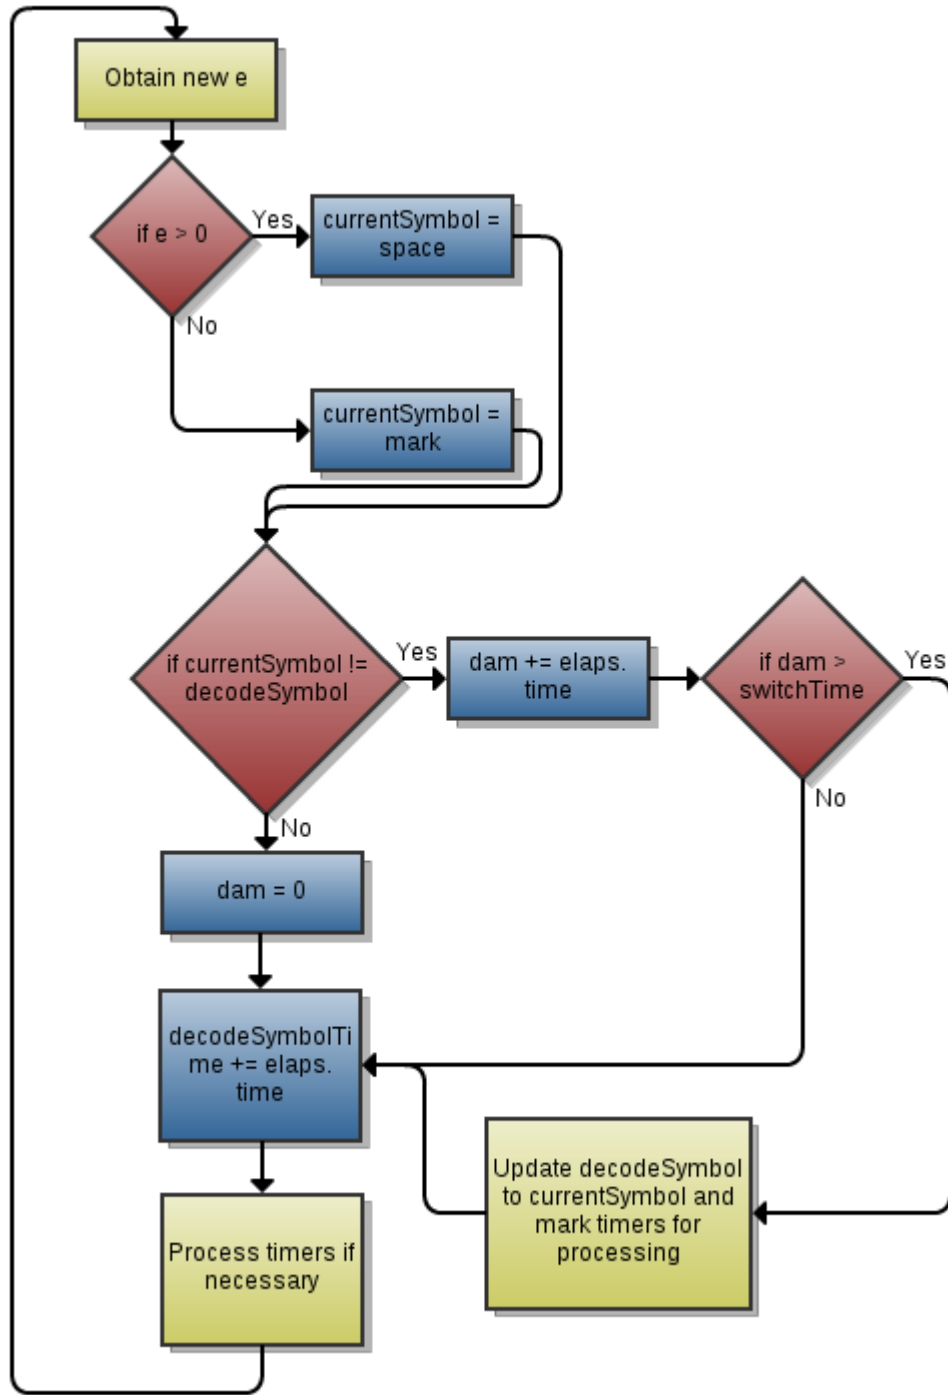 Obtain new e
if e > 0
Yes
currentSymbol =
space
No
currentSymbol =
mark
if currentSymbol !=
decodeSymbol
Yes
dam += elaps.
time
if dam >
switchTime
Yes
No
No
dam = 0
decodeSymbolTi
me += elaps.
time
Update decodeSymbol
to currentSymbol and
mark timers for
processing
Process timers if
necessary